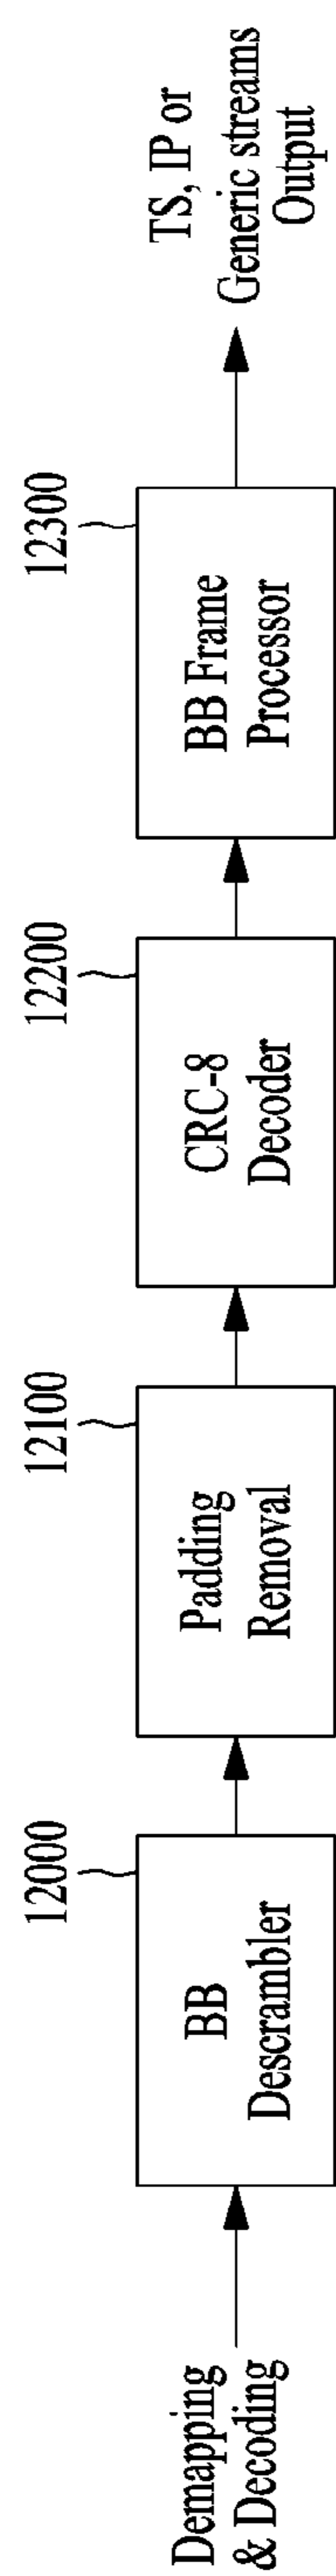 Demapping
& Decoding
12000
BB
Descrambler
12100
Padding
Removal
12200
CRC-8
Decoder
12300
BB Frame
Processor
TS, IP or
Generic streams
Output